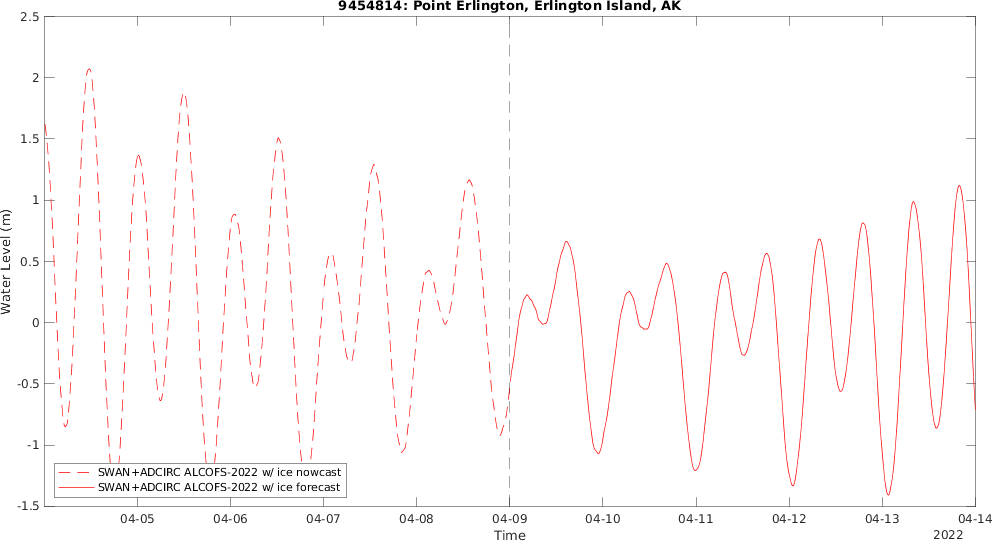 9454814: Point Erlington, Erlington Island, AK
2.5
2
1.5
1
0.5
0
-0.5
-1
-1.5
Water Level (m)
SWAN+ADCIRC ALCOFS-2022 w/ ice nowcast
SWAN+ADCIRC ALCOFS-2022 w/ ice forecast
04-05 04-06 04-07 04-08 04-09 04-10 04-11 04-12 04-13 04-14
Time
2022